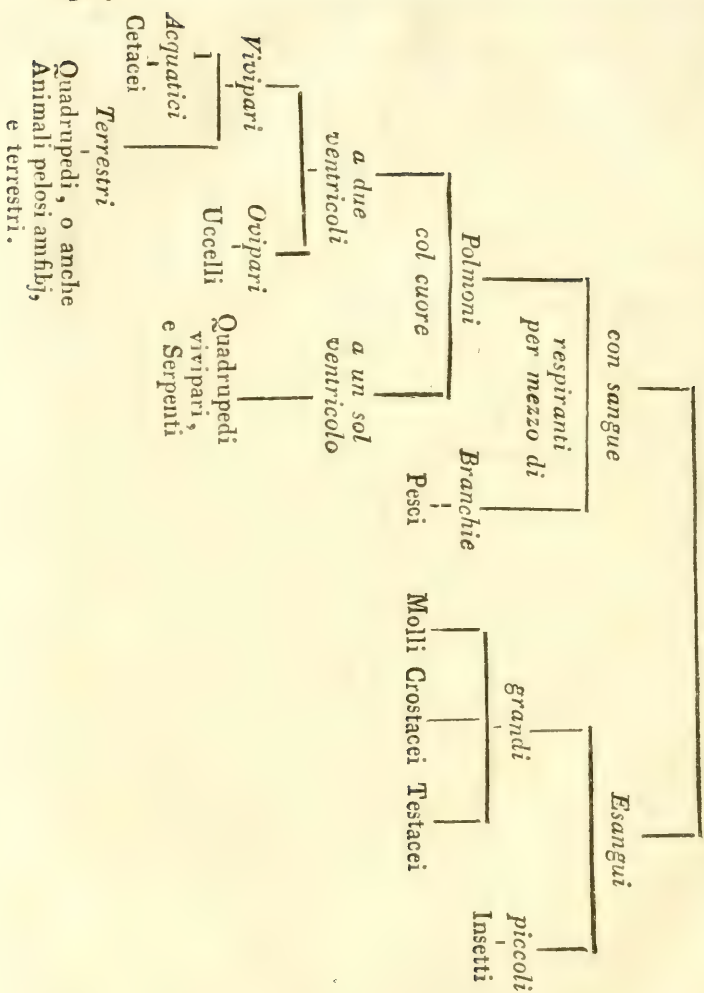 con sangue
Esangui
respiranti
per mezzo di
grandi
piccoli
Insetti
Polmoni
Branchie
Pesci
col cuore
Molli Crostacei Testacei
a due
ventricoli
a un sol
ventricolo
Vivipari
Ovipari
Uccelli
Quadrupedi
vivipari,
e Serpenti
Acquatici
Cetacei
Terrestri
Quadrupedi, o anche
Animali pelosi amfibj,
e terrestri.